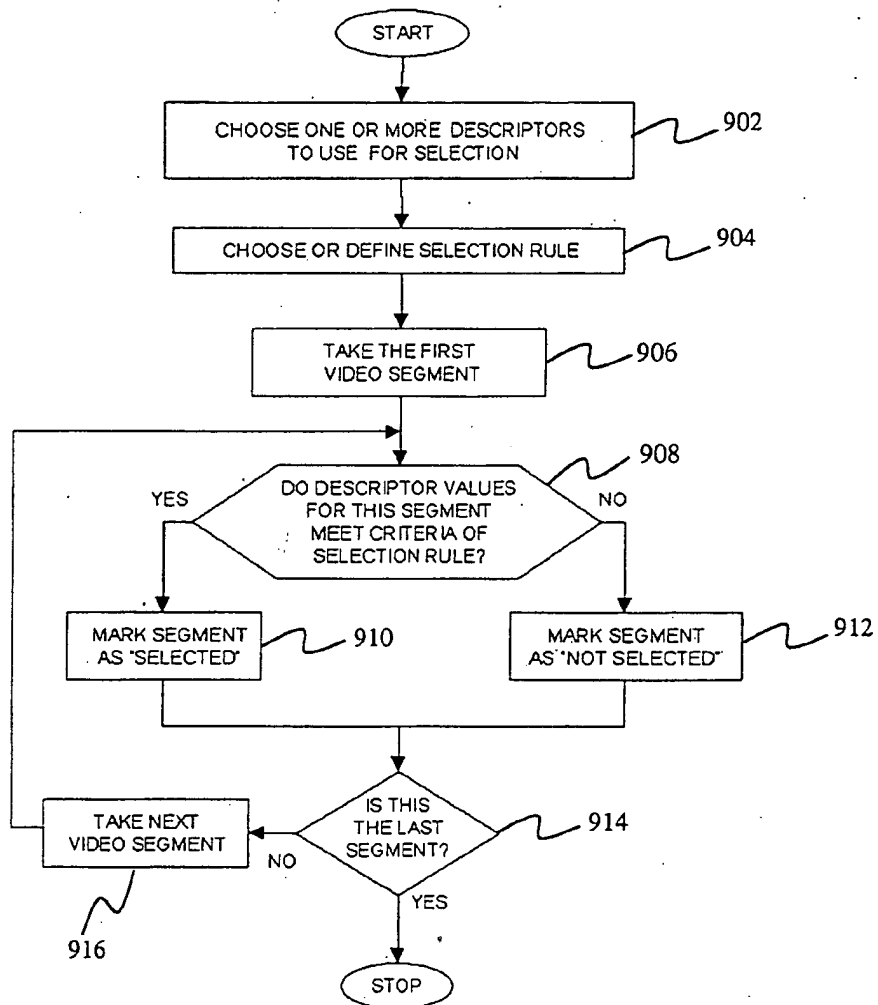 START
CHOOSE ONE OR MORE DESCRIPTORS
TO USE FOR SELECTION
902
CHOOSE OR DEFINE SELECTION RULE
904
TAKE THE FIRST
VIDEO SEGMENT
906
908
YES
DO DESCRIPTOR VALUES
FOR THIS SEGMENT
MEET CRITERIA OF
SELECTION RULE?
NO
MARK SEGMENT
AS "SELECTED"
910
MARK SEGMENT
AS "NOT SELECTED"
912
IS THIS
THE LAST
SEGMENT?
914
TAKE NEXT
VIDEO SEGMENT
NO
916
YES
STOP